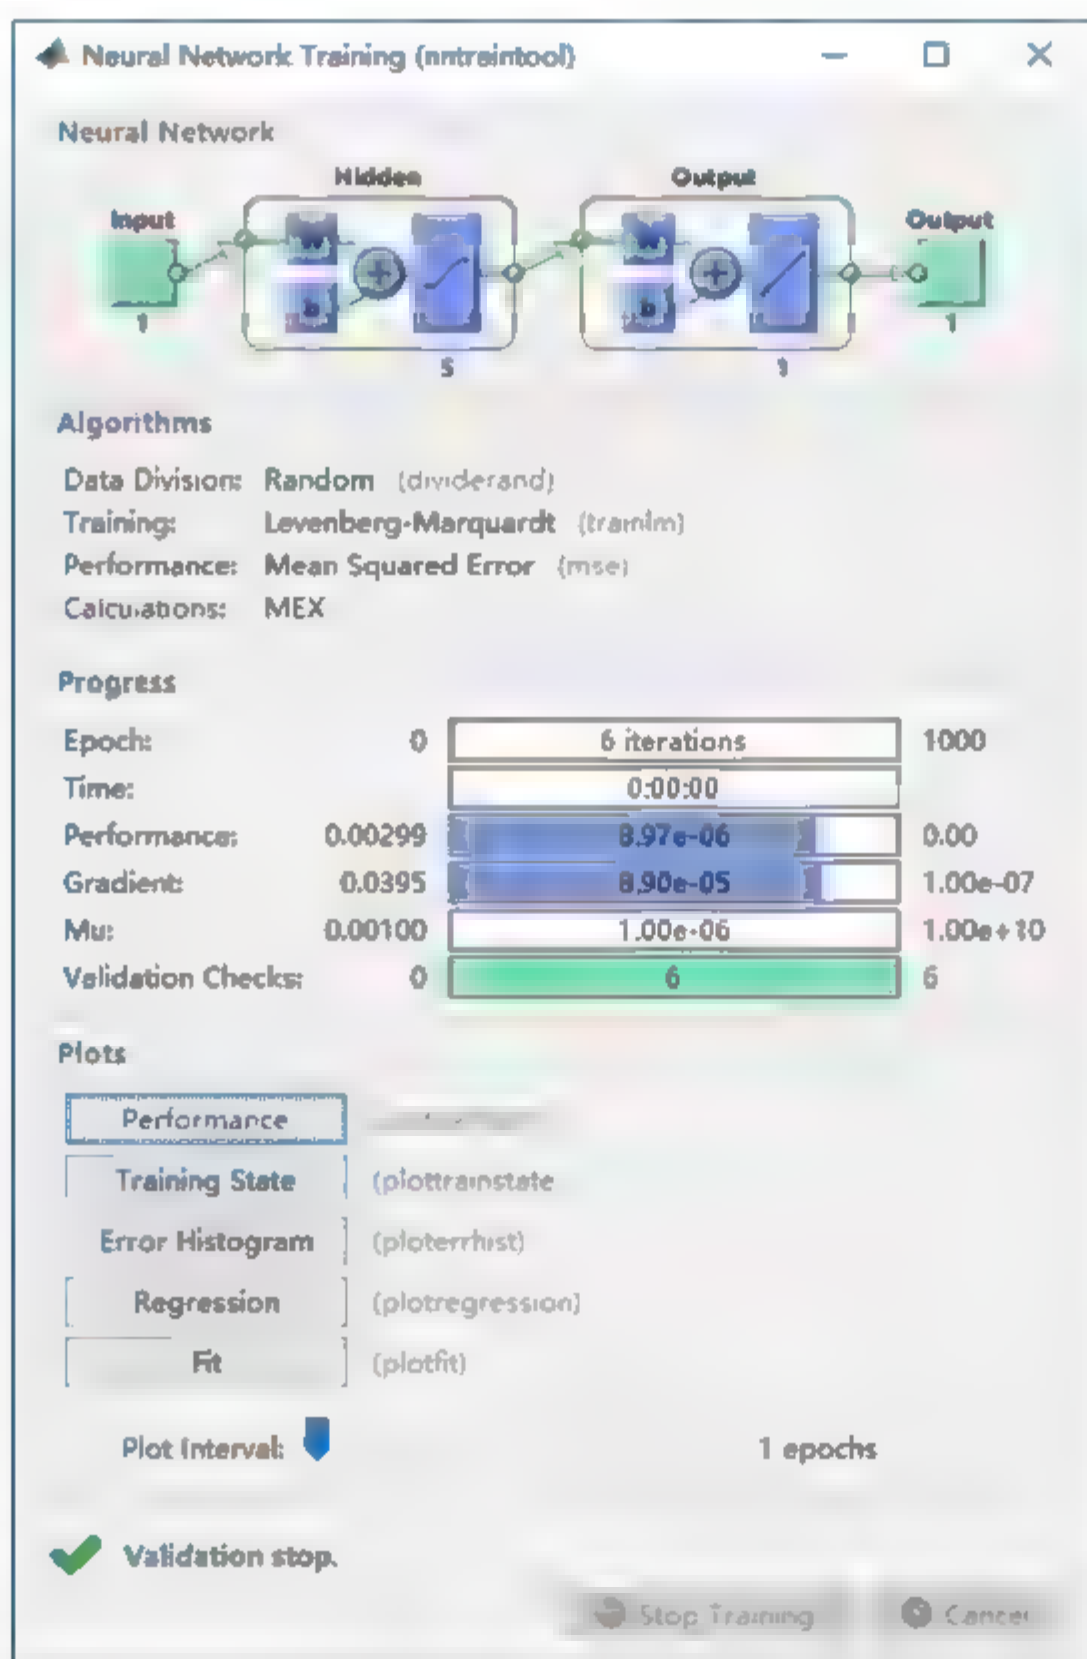 Neural Network Training (nntraintool)
Neural Network
Hidden Output
Input Output
W W
+ +
b b
1 1
5 1
Algorithms
Data Division: Random (dividerand)
Training: Levenberg-Marquardt (trainlm)
Performance: Mean Squared Error (mse)
Calculations: MEX
Progress
Epoch: 0 6 iterations 1000
Time: 0:00:00
Performance: 0.00299 8.97e-06 0.00
Gradient: 0.0395 8.90e-05 1.00e-07
Mu: 0.00100 1.00e-06 1.00e+10
Validation Checks: 0 6 6
Plots
Performance
Training State (plottrainstate
Error Histogram (ploterrhist)
Regression (plotregression)
Fit (plotfit)
Plot Interval: 1 epochs
Validation stop.
Stop Training Cancel